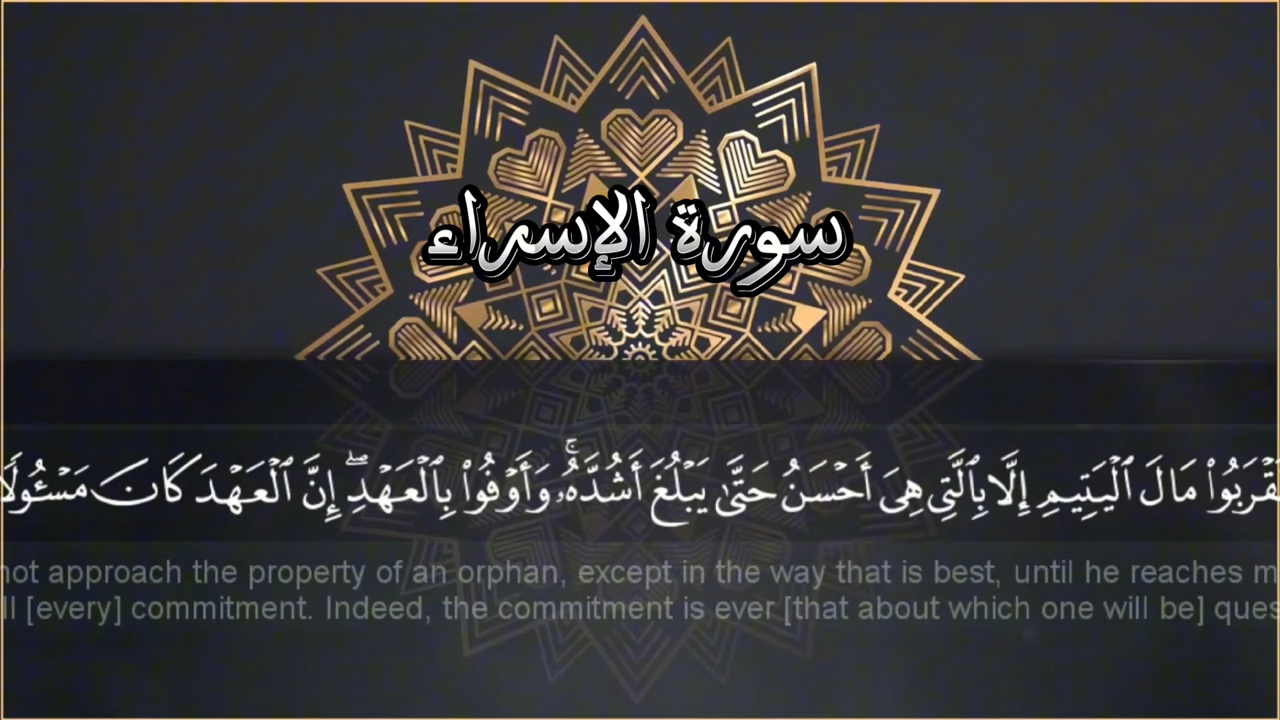 سورة الإسراء
قْرَبُوا۟ مَالَ ٱلْيَتِيمِ إِلَّا بِٱلَّتِى هِىَ أَحْسَنُ حَتَّىٰ يَبْلُغَ أَشُدَّهُۥ ۚ وَأَوْفُوا۟ بِٱلْعَهْدِ ۖ إِنَّ ٱلْعَهْدَ كَانَ مَسْـُٔولًا
not approach the property of an orphan, except in the way that is best, until he reaches m
ll [every] commitment. Indeed, the commitment is ever [that about which one will be] ques